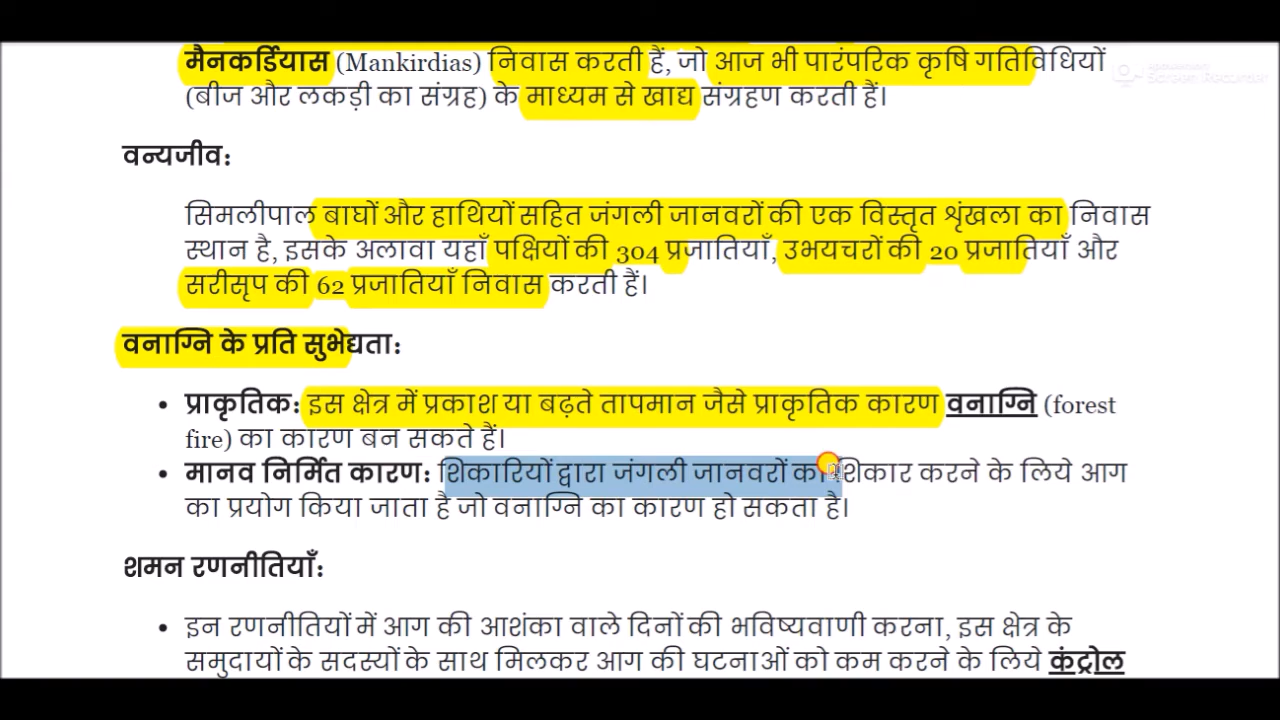 मैनकर्डियास (Mankirdias) निवास करती हैं, जो आज भी पारंपरिक कृषि गतिविधियों
(बीज और लकड़ी का संग्रह) के माध्यम से खाद्य संग्रहण करती हैं।
वन्यजीव:
सिमलीपाल बाघों और हाथियों सहित जंगली जानवरों की एक विस्तृत श्रृंखला का निवास
स्थान है, इसके अलावा यहाँ पक्षियों की 304 प्रजातियाँ, उभयचरों की 20 प्रजातियाँ और
सरीसृप की 62 प्रजातियाँ निवास करती हैं।
वनाग्नि के प्रति सुभेद्यता:
• प्राकृतिक: इस क्षेत्र में प्रकाश या बढ़ते तापमान जैसे प्राकृतिक कारण वनाग्नि (forest
fire) का कारण बन सकते हैं।
• मानव निर्मित कारण: शिकारियों द्वारा जंगली जानवरों का शिकार करने के लिये आग
का प्रयोग किया जाता है जो वनाग्नि का कारण हो सकता है।
शमन रणनीतियाँ:
• इन रणनीतियों में आग की आशंका वाले दिनों की भविष्यवाणी करना, इस क्षेत्र के
समुदायों के सदस्यों के साथ मिलकर आग की घटनाओं को कम करने के लिये कंट्रोल
Screen Recorder